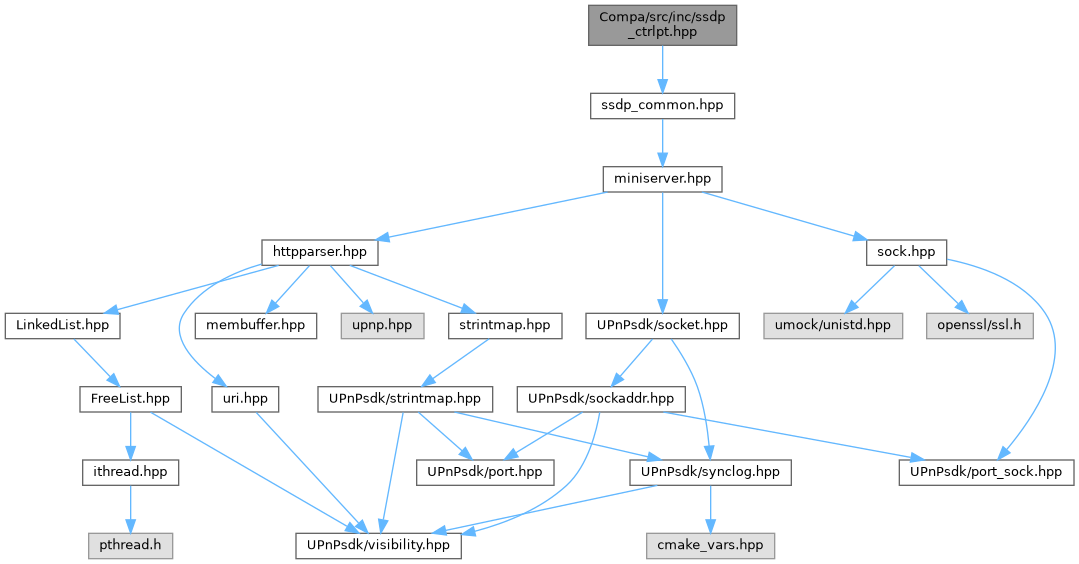 Compa/src/inc/ssdp
_ctrlpt.hpp
ssdp_common.hpp
miniserver.hpp
httpparser.hpp
sock.hpp
LinkedList.hpp
membuffer.hpp
upnp.hpp
strintmap.hpp
UPnPsdk/socket.hpp
umock/unistd.hpp
openssl/ssl.h
FreeList.hpp
uri.hpp
UPnPsdk/strintmap.hpp
UPnPsdk/sockaddr.hpp
ithread.hpp
UPnPsdk/port.hpp
UPnPsdk/synclog.hpp
UPnPsdk/port_sock.hpp
pthread.h
UPnPsdk/visibility.hpp
cmake_vars.hpp